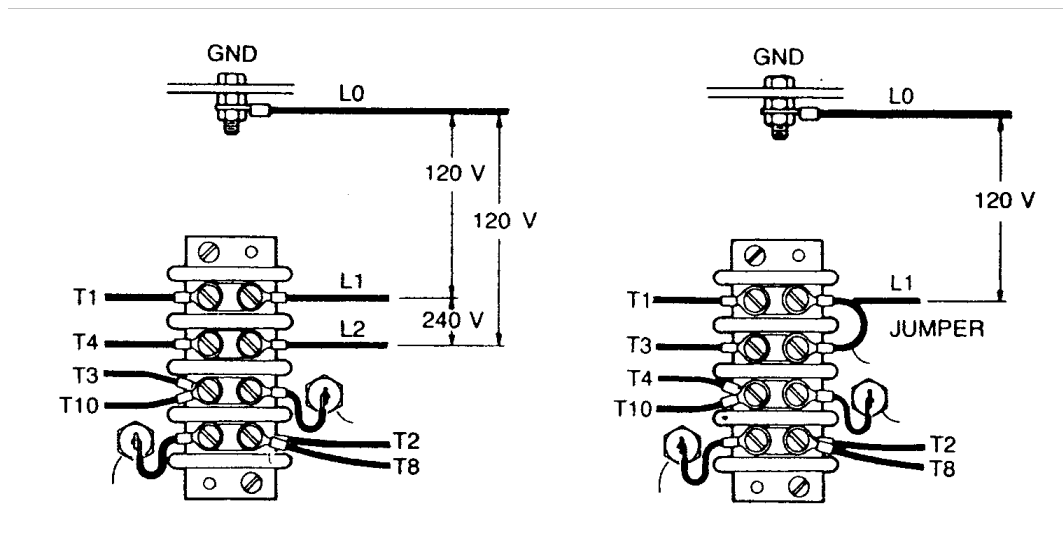 GND
L0
120 V
120 V
T1
L1
240 V
T4
L2
T3
T10
T2
T8
GND
L0
120 V
T1
L1
JUMPER
T3
T4
T10
T2
T8